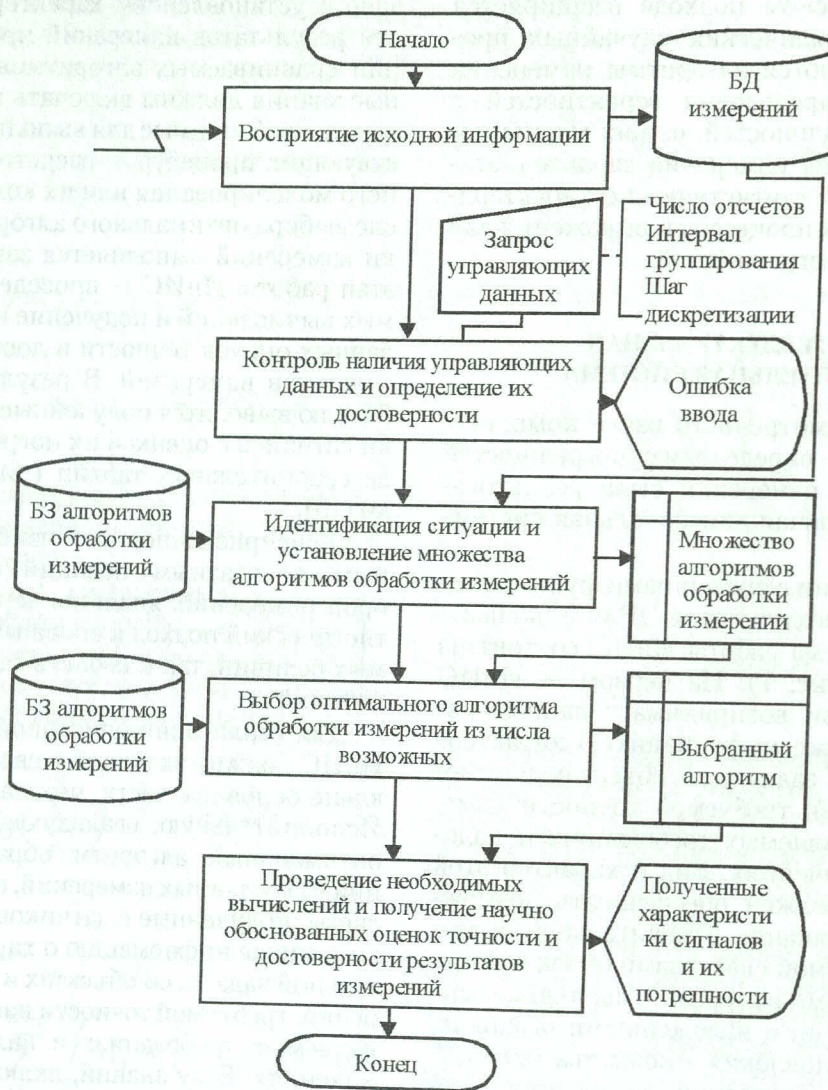 Начало
БД
измерений
Восприятие исходной информации
Запрос
управляющих
данных
Число отсчетов
Интервал
группирования
Шаг
дискретизации
Контроль наличия управляющих
данных и определение их
достоверности
Ошибка
ввода
БЗ алгоритмов
обработки
измерений
Идентификация ситуации и
установление множества
алгоритмов обработки измерений
Множество
алгоритмов
обработки
измерений
БЗ алгоритмов
обработки
измерений
Выбор оптимального алгоритма
обработки измерений из числа
возможных
Выбранный
алгоритм
Проведение необходимых
вычислений и получение научно
обоснованных оценок точности и
достоверности результатов
измерений
Полученные
характеристи
ки сигналов
и их
погрешности
Конец